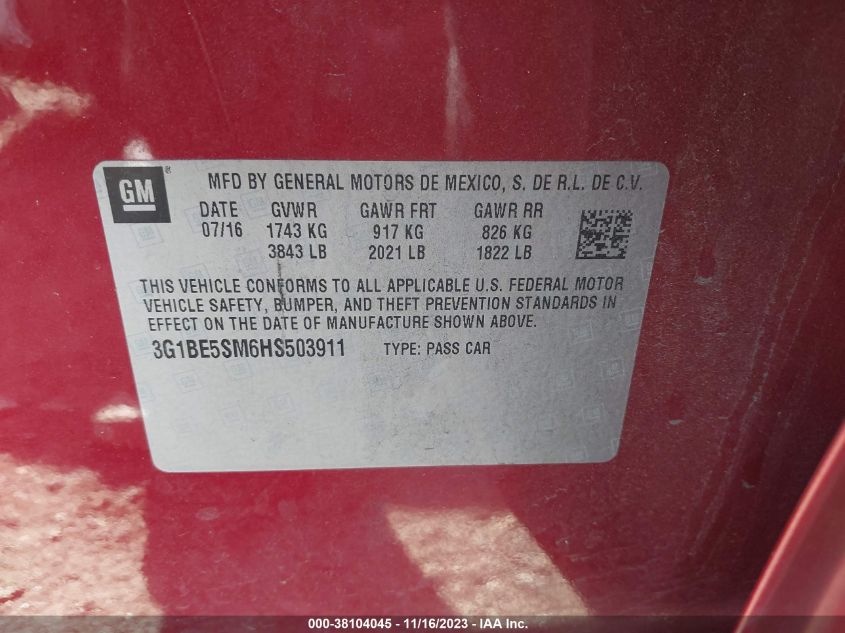 GM ® MFD BY GENERAL MOTORS DE MEXICO, S. DE R.L. DE C.V.
DATE GVWR GAWR FRT GAWR RR
07/16 1743 KG 917 KG 826 KG
3843 LB 2021 LB 1822 LB
THIS VEHICLE CONFORMS TO ALL APPLICABLE U.S. FEDERAL MOTOR
VEHICLE SAFETY, BUMPER, AND THEFT PREVENTION STANDARDS IN
EFFECT ON THE DATE OF MANUFACTURE SHOWN ABOVE.
3G1BE5SM6HS503911 TYPE: PASS CAR
000-38104045 - 11/16/2023 - IAA Inc.